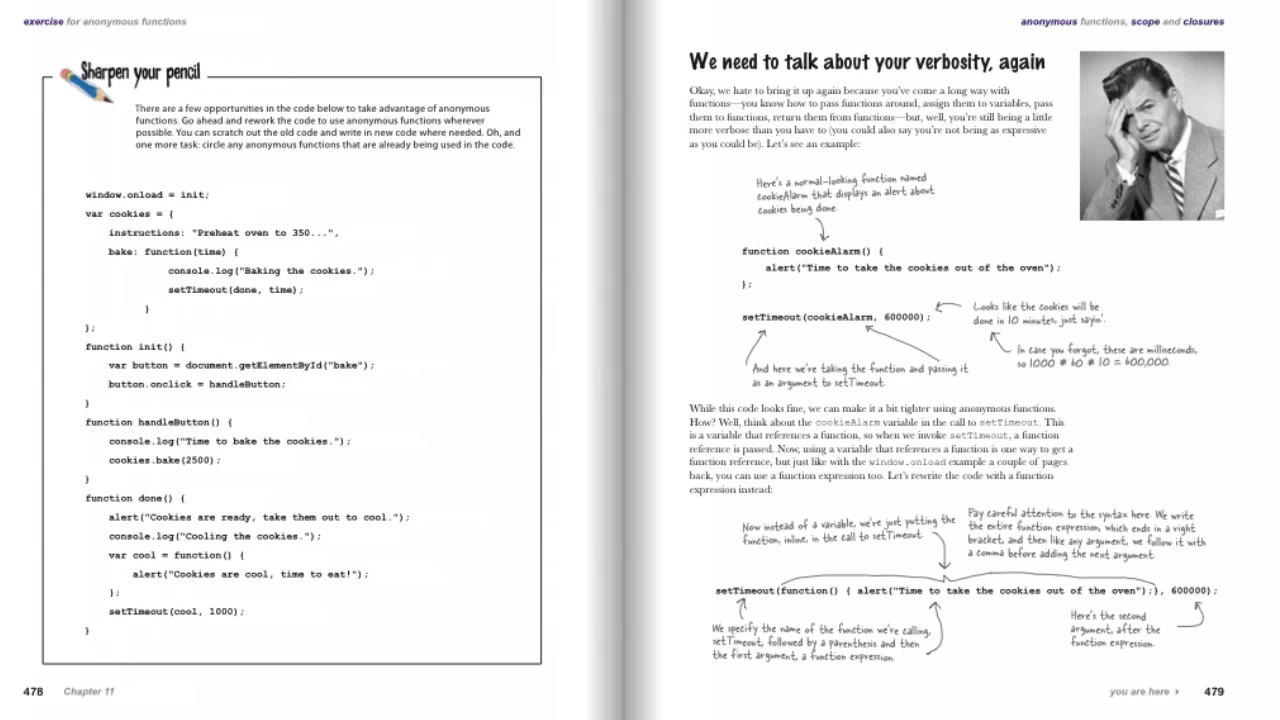 exercise for anonymous functions
Sharpen your pencil
There are a few opportunities in the code below to take advantage of anonymous
functions. Go ahead and rework the code to use anonymous functions wherever
possible. You can scratch out the old code and write in new code where needed. Oh, and
one more task: circle any anonymous functions that are already being used in the code.
window.onload = init;
var cookies = {
instructions: "Preheat oven to 350...",
bake: function(time) {
console.log("Baking the cookies.");
setTimeout(done, time);
}
};
function init() {
var button = document.getElementById("bake");
button.onclick = handleButton;
}
function handleButton() {
console.log("Time to bake the cookies.");
cookies.bake(2500);
}
function done() {
alert("Cookies are ready, take them out to cool.");
console.log("Cooling the cookies.");
var cool = function() {
alert("Cookies are cool, time to eat!");
};
setTimeout(cool, 1000);
}
478 Chapter 11
anonymous functions, scope and closures
We need to talk about your verbosity, again
Okay, we hate to bring it up again because you've come a long way with
functions—you know how to pass functions around, assign them to variables, pass
them to functions, return them from functions—but, well, you're still being a little
more verbose than you have to (you could also say you're not being as expressive
as you could be). Let's see an example:
Here's a normal-looking function named
cookieAlarm that displays an alert about
cookies being done.
function cookieAlarm() {
alert("Time to take the cookies out of the oven");
};
setTimeout(cookieAlarm, 600000);
Looks like the cookies will be
done in 10 minutes, just sayin'.
In case you forgot, these are milliseconds,
so 1000 * 60 * 10 = 600,000.
And here we're taking the function and passing it
as an argument to setTimeout.
While this code looks fine, we can make it a bit tighter using anonymous functions.
How? Well, think about the cookieAlarm variable in the call to setTimeout. This
is a variable that references a function, so when we invoke setTimeout, a function
reference is passed. Now, using a variable that references a function is one way to get a
function reference, but just like with the window.onload example a couple of pages
back, you can use a function expression too. Let's rewrite the code with a function
expression instead:
Now instead of a variable, we're just putting the
function, inline, in the call to setTimeout.
Pay careful attention to the syntax here. We write
the entire function expression, which ends in a right
bracket, and then like any argument, we follow it with
a comma before adding the next argument.
setTimeout(function() { alert("Time to take the cookies out of the oven");}, 600000);
We specify the name of the function we're calling,
setTimeout, followed by a parenthesis and then
the first argument, a function expression.
Here's the second
argument, after the
function expression.
you are here ▸ 479